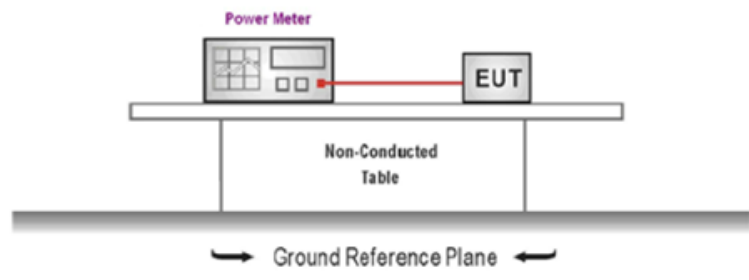 Power Meter
EUT
Non-Conducted
Table
Ground Reference Plane